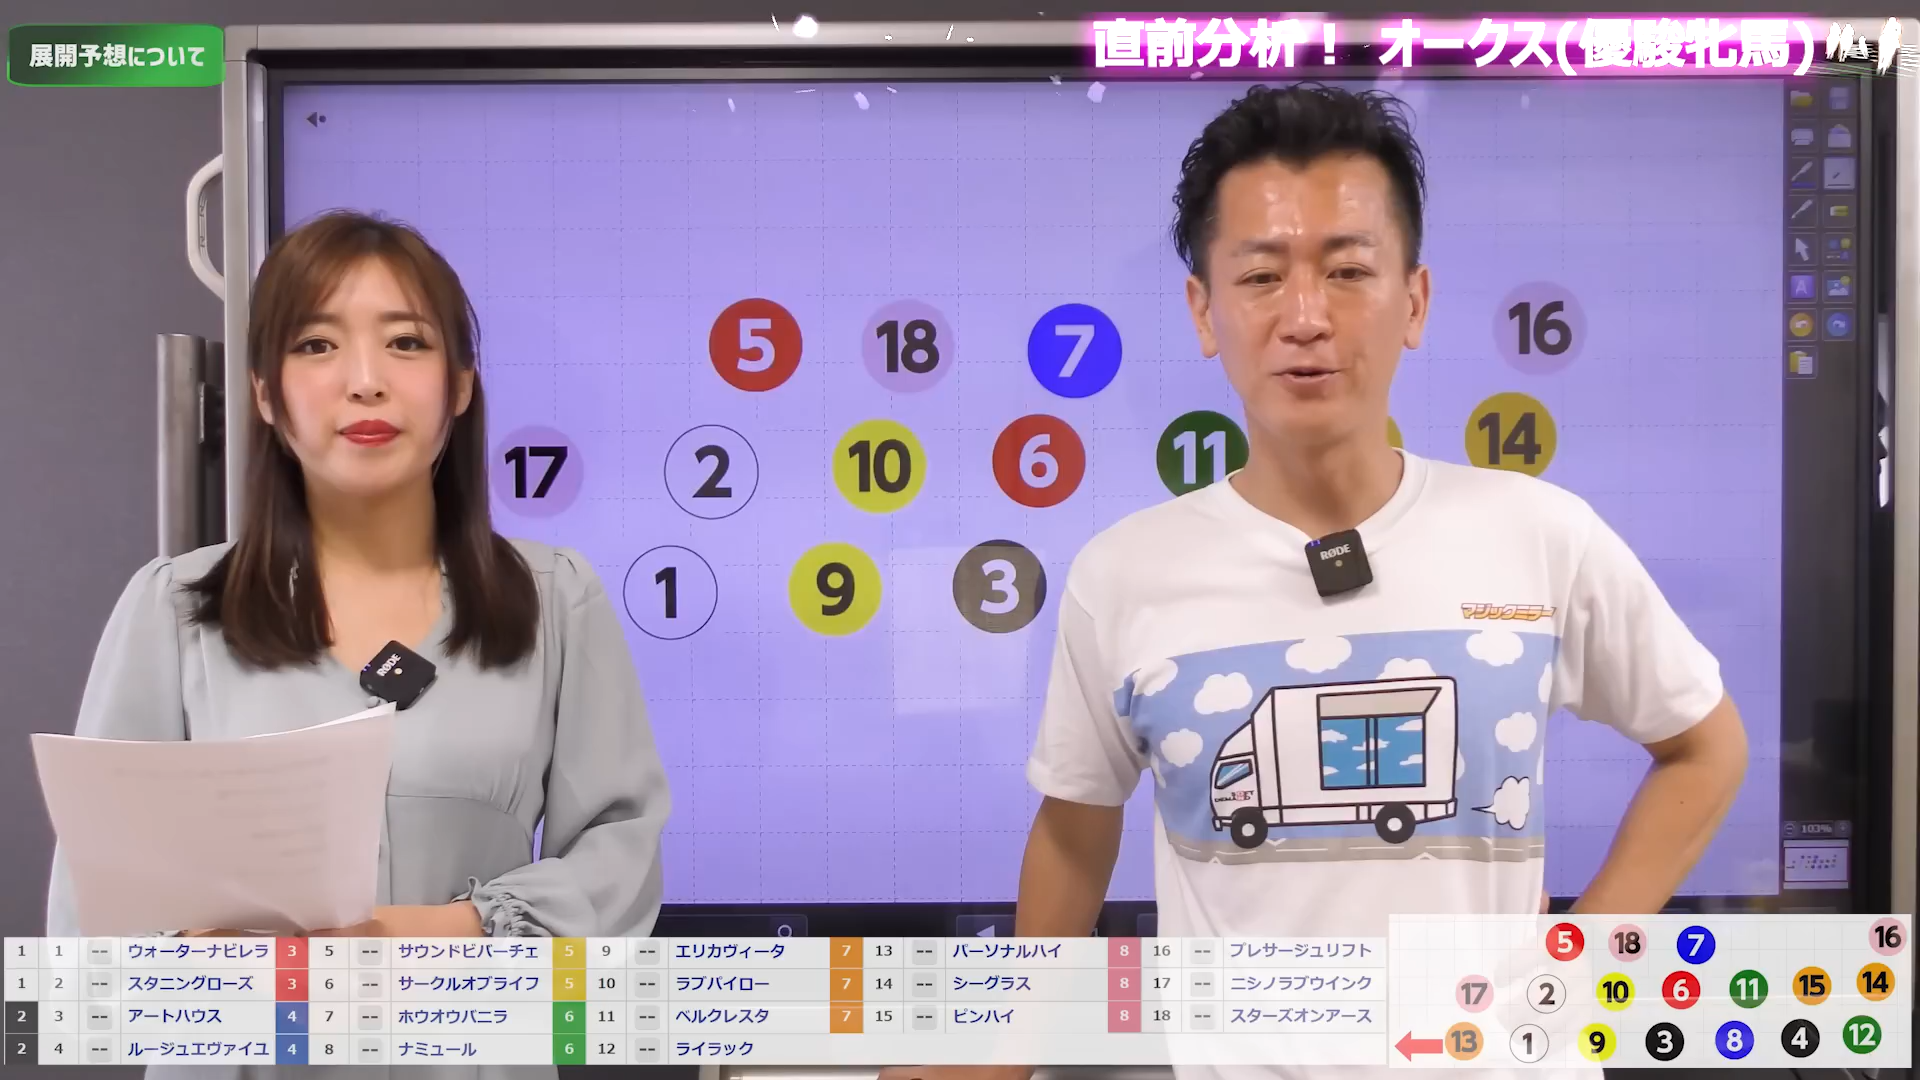 展開予想について
直前分析！ オークス(優駿牝馬)
5 18 7 16
17 2 10 6 11 14
1 9 3
RØDE
RØDE
マジックミラー
SOFT
DEMAND
103%
1 1 -- ウォーターナビレラ 3 5 -- サウンドビバーチェ 5 9 -- エリカヴィータ 7 13 -- パーソナルハイ 8 16 -- プレサージュリフト
1 2 -- スタニングローズ 3 6 -- サークルオブライフ 5 10 -- ラブパイロー 7 14 -- シーグラス 8 17 -- ニシノラブウインク
2 3 -- アートハウス 4 7 -- ホウオウバニラ 6 11 -- ベルクレスタ 7 15 -- ピンハイ 8 18 -- スターズオンアース
2 4 -- ルージュエヴァイユ 4 8 -- ナミュール 6 12 -- ライラック
5 18 7 16
17 2 10 6 11 15 14
13 1 9 3 8 4 12